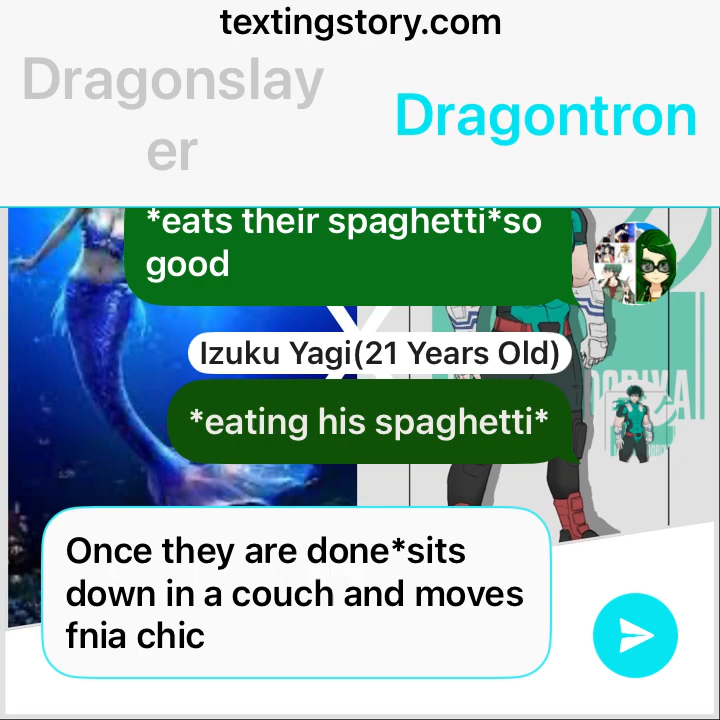 textingstory.com
Dragonslay
er
Dragontron
*eats their spaghetti*so
good
Izuku Yagi(21 Years Old)
*eating his spaghetti*
Once they are done*sits
down in a couch and moves
fnia chic